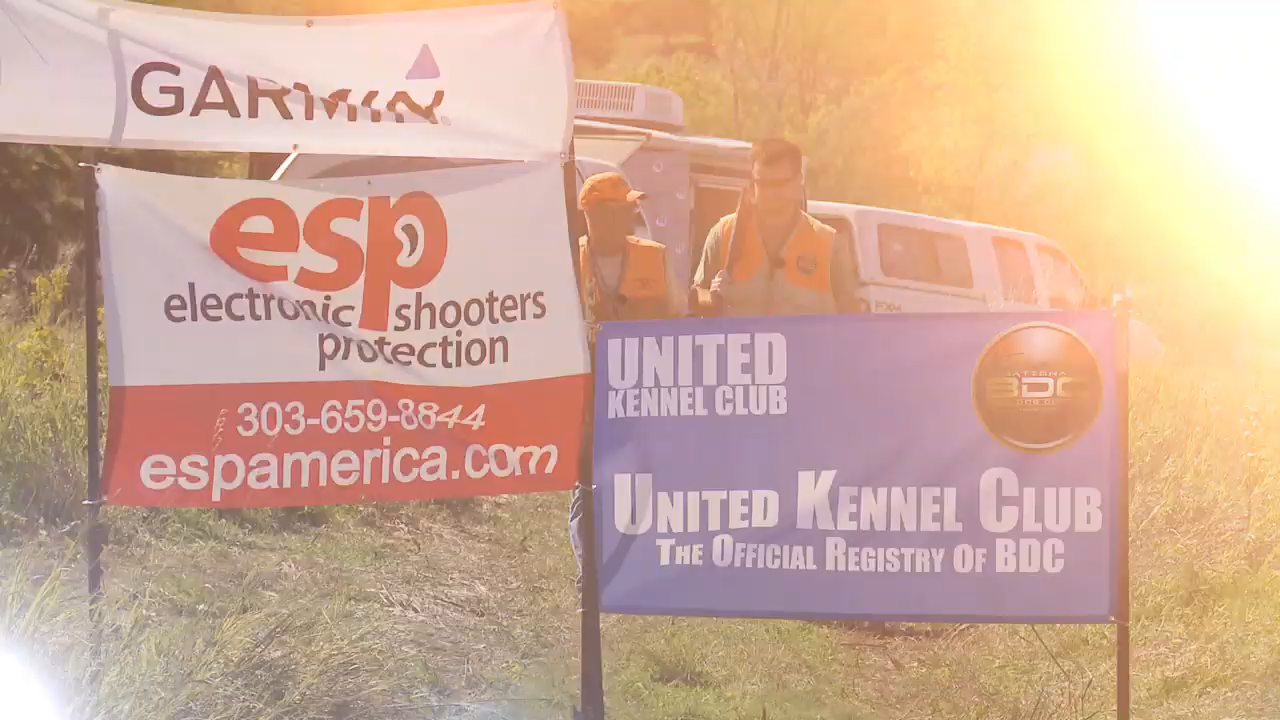 GARMIN
esp
electronic shooters
protection
303-659-8844
espamerica.com
UNITED
KENNEL CLUB
BDC
UNITED KENNEL CLUB
THE OFFICIAL REGISTRY OF BDC